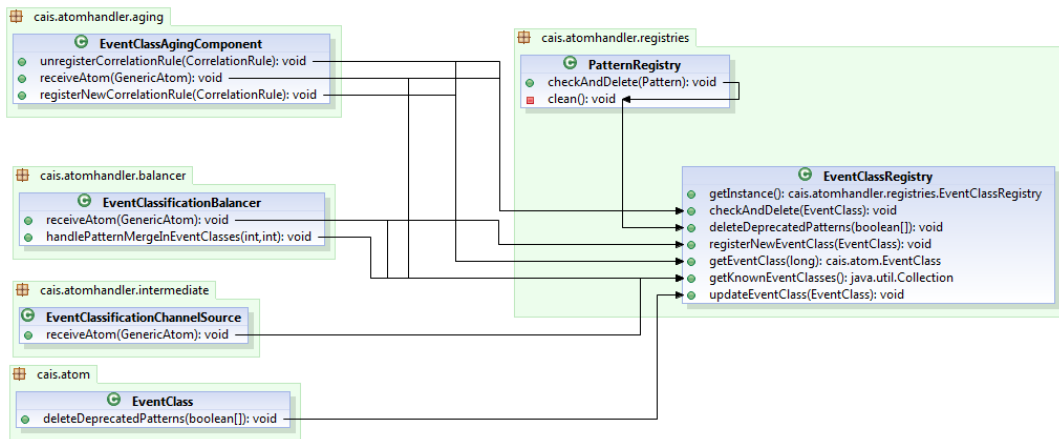 cais.atomhandler.aging
EventClassAgingComponent
unregisterCorrelationRule(CorrelationRule): void
receiveAtom(GenericAtom): void
registerNewCorrelationRule(CorrelationRule): void
cais.atomhandler.registries
PatternRegistry
checkAndDelete(Pattern): void
clean(): void
cais.atomhandler.balancer
EventClassificationBalancer
receiveAtom(GenericAtom): void
handlePatternMergeInEventClasses(int,int): void
EventClassRegistry
getInstance(): cais.atomhandler.registries.EventClassRegistry
checkAndDelete(EventClass): void
deleteDeprecatedPatterns(boolean[]): void
registerNewEventClass(EventClass): void
getEventClass(long): cais.atom.EventClass
getKnownEventClasses(): java.util.Collection
updateEventClass(EventClass): void
cais.atomhandler.intermediate
EventClassificationChannelSource
receiveAtom(GenericAtom): void
cais.atom
EventClass
deleteDeprecatedPatterns(boolean[]): void